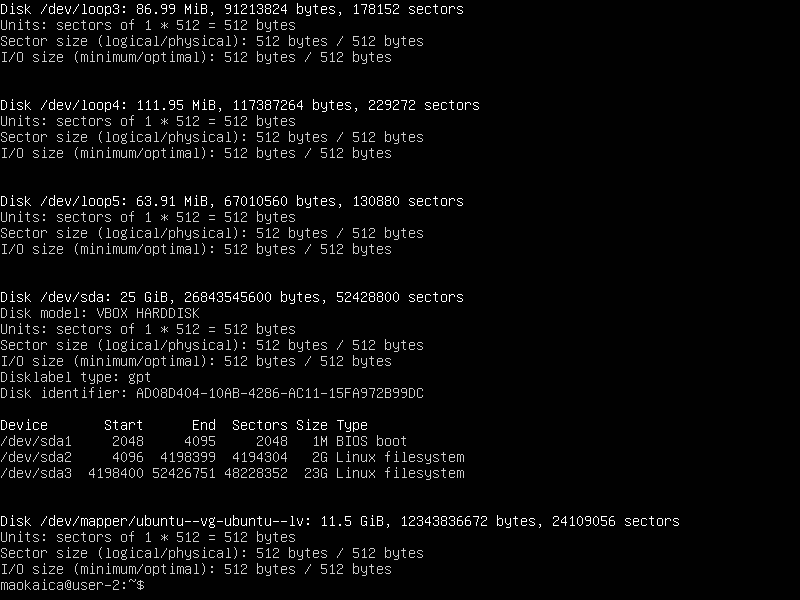 Disk /dev/loop3: 86.99 MiB, 91213824 bytes, 178152 sectors
Units: sectors of 1 * 512 = 512 bytes
Sector size (logical/physical): 512 bytes / 512 bytes
I/O size (minimum/optimal): 512 bytes / 512 bytes
Disk /dev/loop4: 111.95 MiB, 117387264 bytes, 229272 sectors
Units: sectors of 1 * 512 = 512 bytes
Sector size (logical/physical): 512 bytes / 512 bytes
I/O size (minimum/optimal): 512 bytes / 512 bytes
Disk /dev/loop5: 63.91 MiB, 67010560 bytes, 130880 sectors
Units: sectors of 1 * 512 = 512 bytes
Sector size (logical/physical): 512 bytes / 512 bytes
I/O size (minimum/optimal): 512 bytes / 512 bytes
Disk /dev/sda: 25 GiB, 26843545600 bytes, 52428800 sectors
Disk model: VBOX HARDDISK
Units: sectors of 1 * 512 = 512 bytes
Sector size (logical/physical): 512 bytes / 512 bytes
I/O size (minimum/optimal): 512 bytes / 512 bytes
Disklabel type: gpt
Disk identifier: AD08D404-10AB-4286-AC11-15FA972B99DC
Device       Start      End  Sectors Size Type
/dev/sda1     2048     4095     2048   1M BIOS boot
/dev/sda2     4096  4198399  4194304   2G Linux filesystem
/dev/sda3  4198400 52426751 48228352  23G Linux filesystem
Disk /dev/mapper/ubuntu--vg-ubuntu--lv: 11.5 GiB, 12343836672 bytes, 24109056 sectors
Units: sectors of 1 * 512 = 512 bytes
Sector size (logical/physical): 512 bytes / 512 bytes
I/O size (minimum/optimal): 512 bytes / 512 bytes
maokaica@user-2:~$